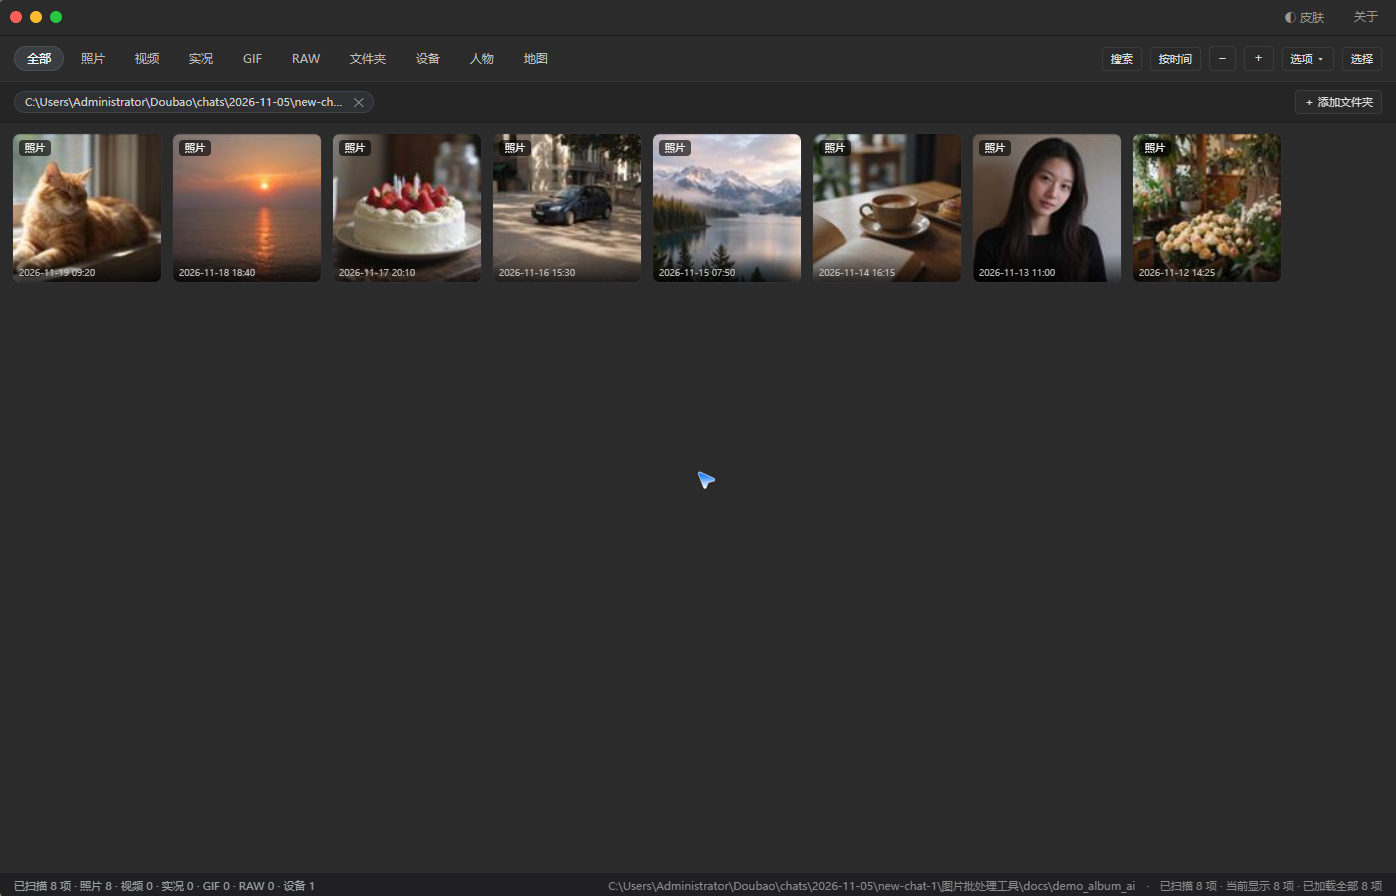 皮肤 关于
全部 照片 视频 实况 GIF RAW 文件夹 设备 人物 地图 搜索 按时间 − + 选项 选择
C:\Users\Administrator\Doubao\chats\2026-11-05\new-ch... + 添加文件夹
照片 照片 照片 照片 照片 照片 照片 照片
2026-11-19 09:20 2026-11-18 18:40 2026-11-17 20:10 2026-11-16 15:30 2026-11-15 07:50 2026-11-14 16:15 2026-11-13 11:00 2026-11-12 14:25
已扫描 8 项 · 照片 8 · 视频 0 · 实况 0 · GIF 0 · RAW 0 · 设备 1 C:\Users\Administrator\Doubao\chats\2026-11-05\new-chat-1\图片批处理工具\docs\demo_album_ai · 已扫描 8 项 · 当前显示 8 项 · 已加载全部 8 项